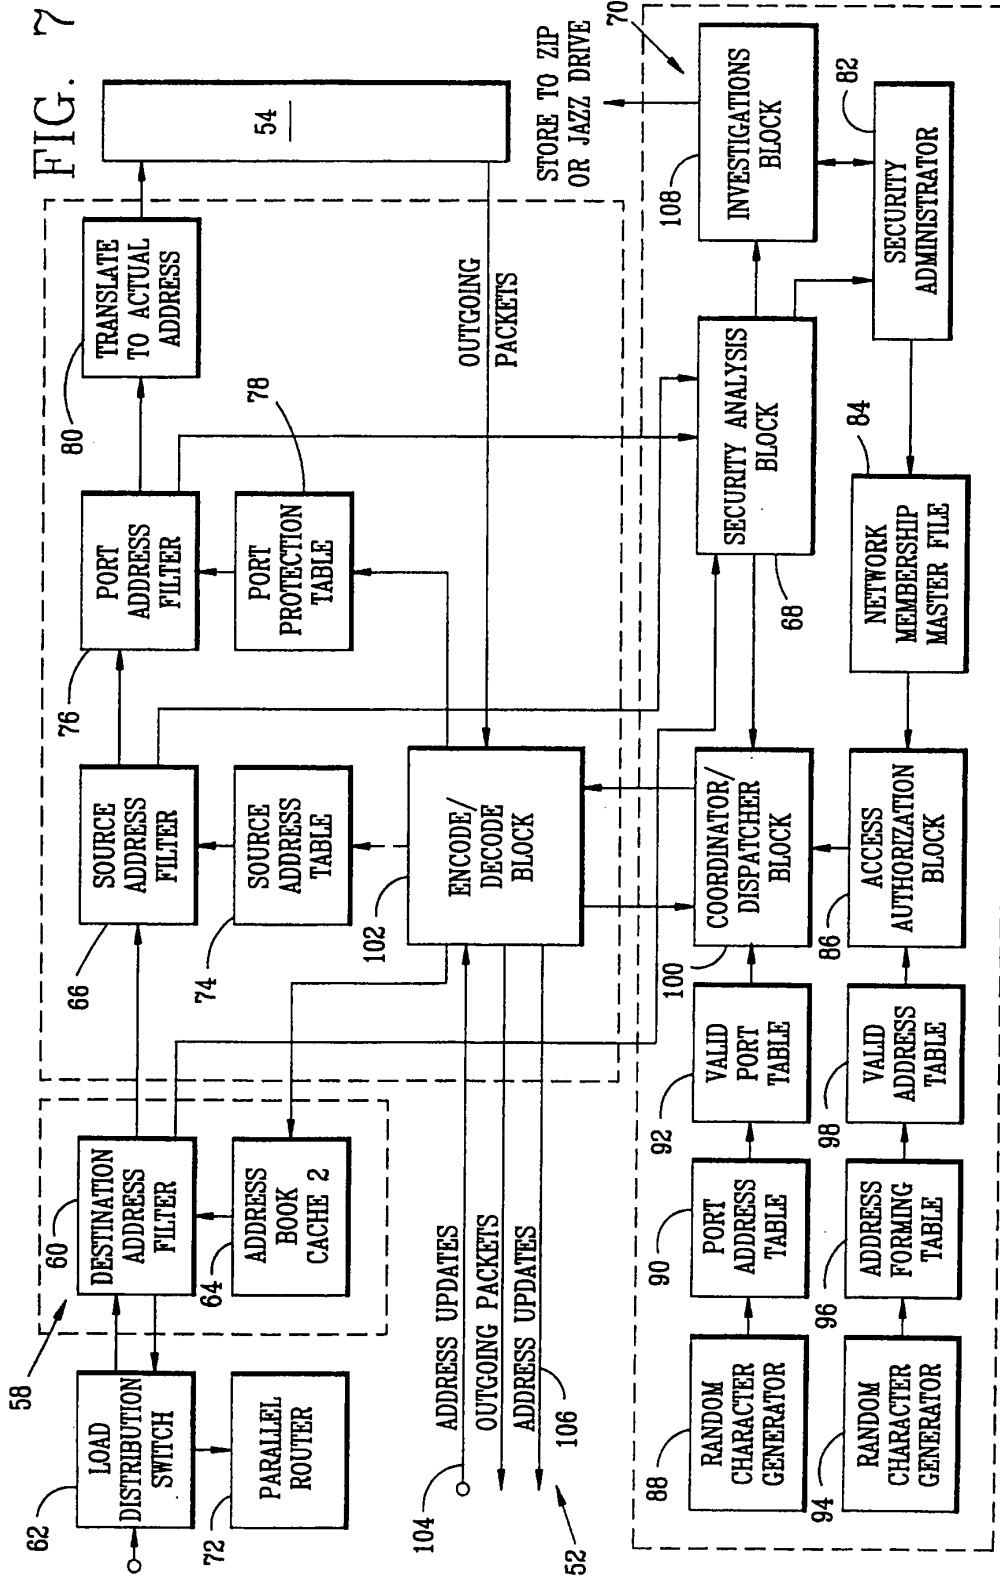 FIG. 7
62
LOAD
DISTRIBUTION
SWITCH
72
PARALLEL
ROUTER
58
60
DESTINATION
ADDRESS
FILTER
64
ADDRESS
BOOK
CACHE 2
66
SOURCE
ADDRESS
FILTER
74
SOURCE
ADDRESS
TABLE
76
PORT
ADDRESS
FILTER
78
PORT
PROTECTION
TABLE
80
TRANSLATE
TO ACTUAL
ADDRESS
54
102
ENCODE/
DECODE
BLOCK
OUTGOING
PACKETS
104
ADDRESS UPDATES
OUTGOING PACKETS
ADDRESS UPDATES
106
52
STORE TO ZIP
OR JAZZ DRIVE
70
88
RANDOM
CHARACTER
GENERATOR
90
PORT
ADDRESS
TABLE
92
VALID
PORT
TABLE
100
COORDINATOR/
DISPATCHER
BLOCK
68
SECURITY ANALYSIS
BLOCK
108
INVESTIGATIONS
BLOCK
94
RANDOM
CHARACTER
GENERATOR
96
ADDRESS
FORMING
TABLE
98
VALID
ADDRESS
TABLE
86
ACCESS
AUTHORIZATION
BLOCK
84
NETWORK
MEMBERSHIP
MASTER FILE
82
SECURITY
ADMINISTRATOR